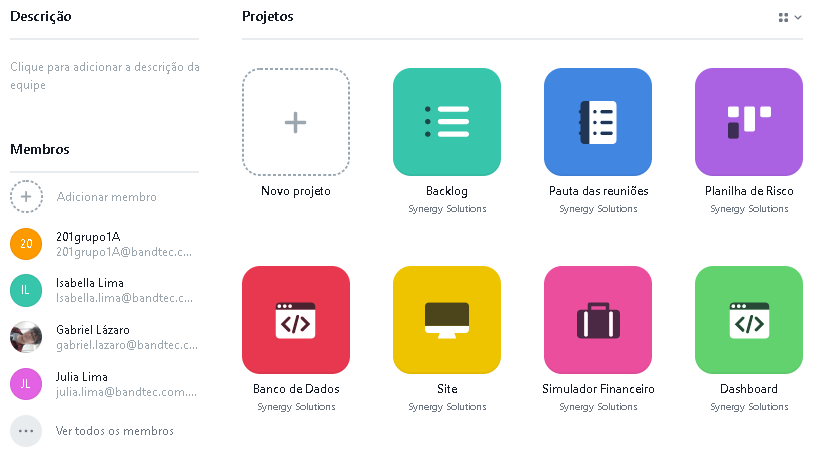 Descrição
Clique para adicionar a descrição da
equipe
Membros
Adicionar membro
20
201grupo1A
201grupo1A@bandtec.c...
IL
Isabella Lima
Isabella.lima@bandtec.c...
Gabriel Lázaro
gabriel.lazaro@bandtec.c...
JL
Julia Lima
julia.lima@bandtec.com....
Ver todos os membros
Projetos
Novo projeto
Backlog
Synergy Solutions
Pauta das reuniões
Synergy Solutions
Planilha de Risco
Synergy Solutions
Banco de Dados
Synergy Solutions
Site
Synergy Solutions
Simulador Financeiro
Synergy Solutions
Dashboard
Synergy Solutions